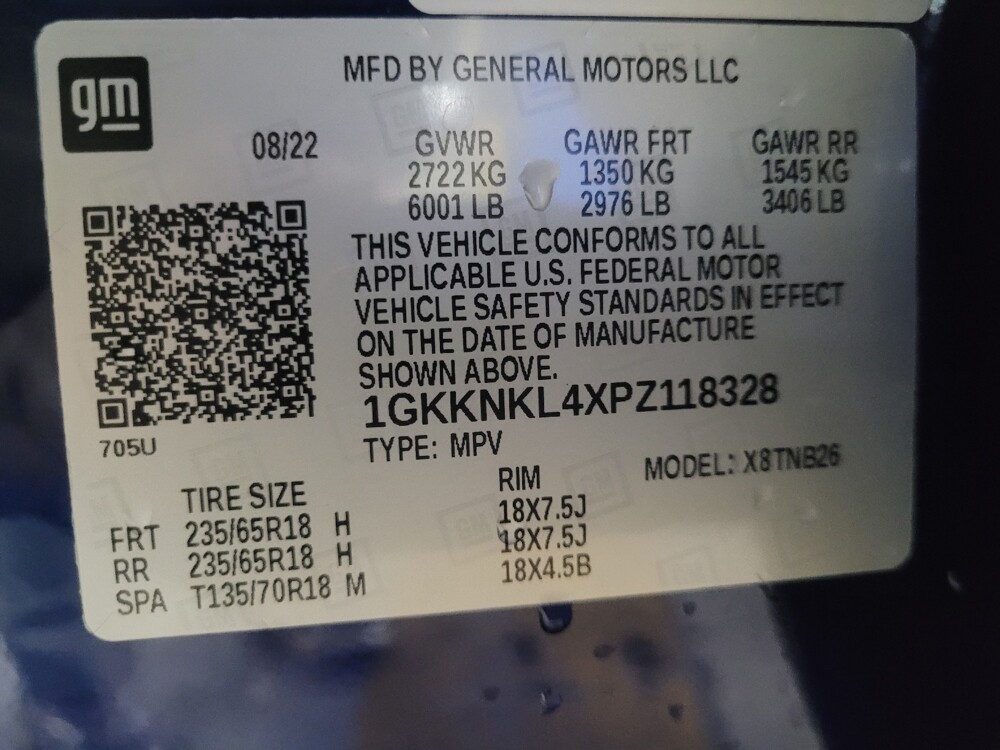 gm
MFD BY GENERAL MOTORS LLC
08/22 GVWR GAWR FRT GAWR RR
2722 KG 1350 KG 1545 KG
6001 LB 2976 LB 3406 LB
THIS VEHICLE CONFORMS TO ALL
APPLICABLE U.S. FEDERAL MOTOR
VEHICLE SAFETY STANDARDS IN EFFECT
ON THE DATE OF MANUFACTURE
SHOWN ABOVE.
1GKKNKL4XPZ118328
705U
TYPE: MPV MODEL: X8TNB26
TIRE SIZE RIM
FRT 235/65R18 H 18X7.5J
RR 235/65R18 H 18X7.5J
SPA T135/70R18 M 18X4.5B